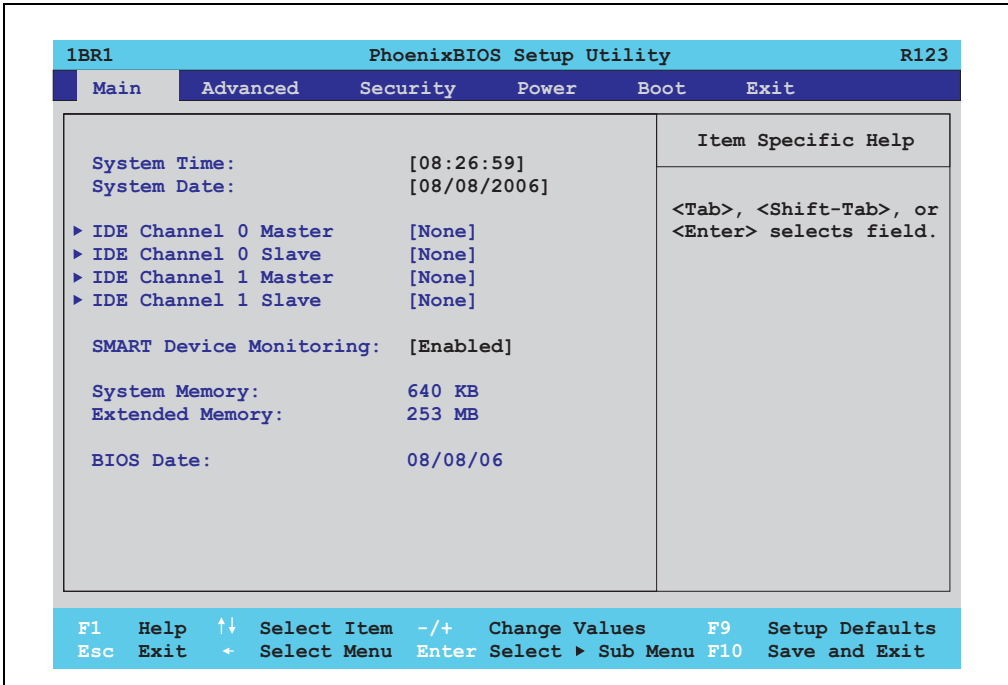 1BR1 PhoenixBIOS Setup Utility R123
Main Advanced Security Power Boot Exit
System Time: [08:26:59]
System Date: [08/08/2006]
▶ IDE Channel 0 Master [None]
▶ IDE Channel 0 Slave [None]
▶ IDE Channel 1 Master [None]
▶ IDE Channel 1 Slave [None]
SMART Device Monitoring: [Enabled]
System Memory: 640 KB
Extended Memory: 253 MB
BIOS Date: 08/08/06
Item Specific Help
<Tab>, <Shift-Tab>, or
<Enter> selects field.
F1 Help ↑↓ Select Item -/+ Change Values F9 Setup Defaults
Esc Exit ← Select Menu Enter Select ▶ Sub Menu F10 Save and Exit